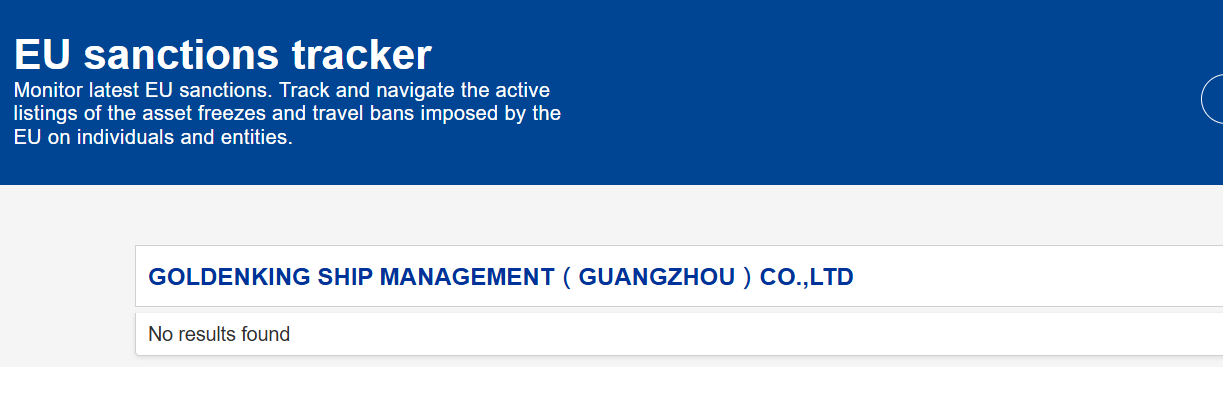 EU sanctions tracker
Monitor latest EU sanctions. Track and navigate the active
listings of the asset freezes and travel bans imposed by the
EU on individuals and entities.
GOLDENKING SHIP MANAGEMENT（GUANGZHOU）CO.,LTD
No results found